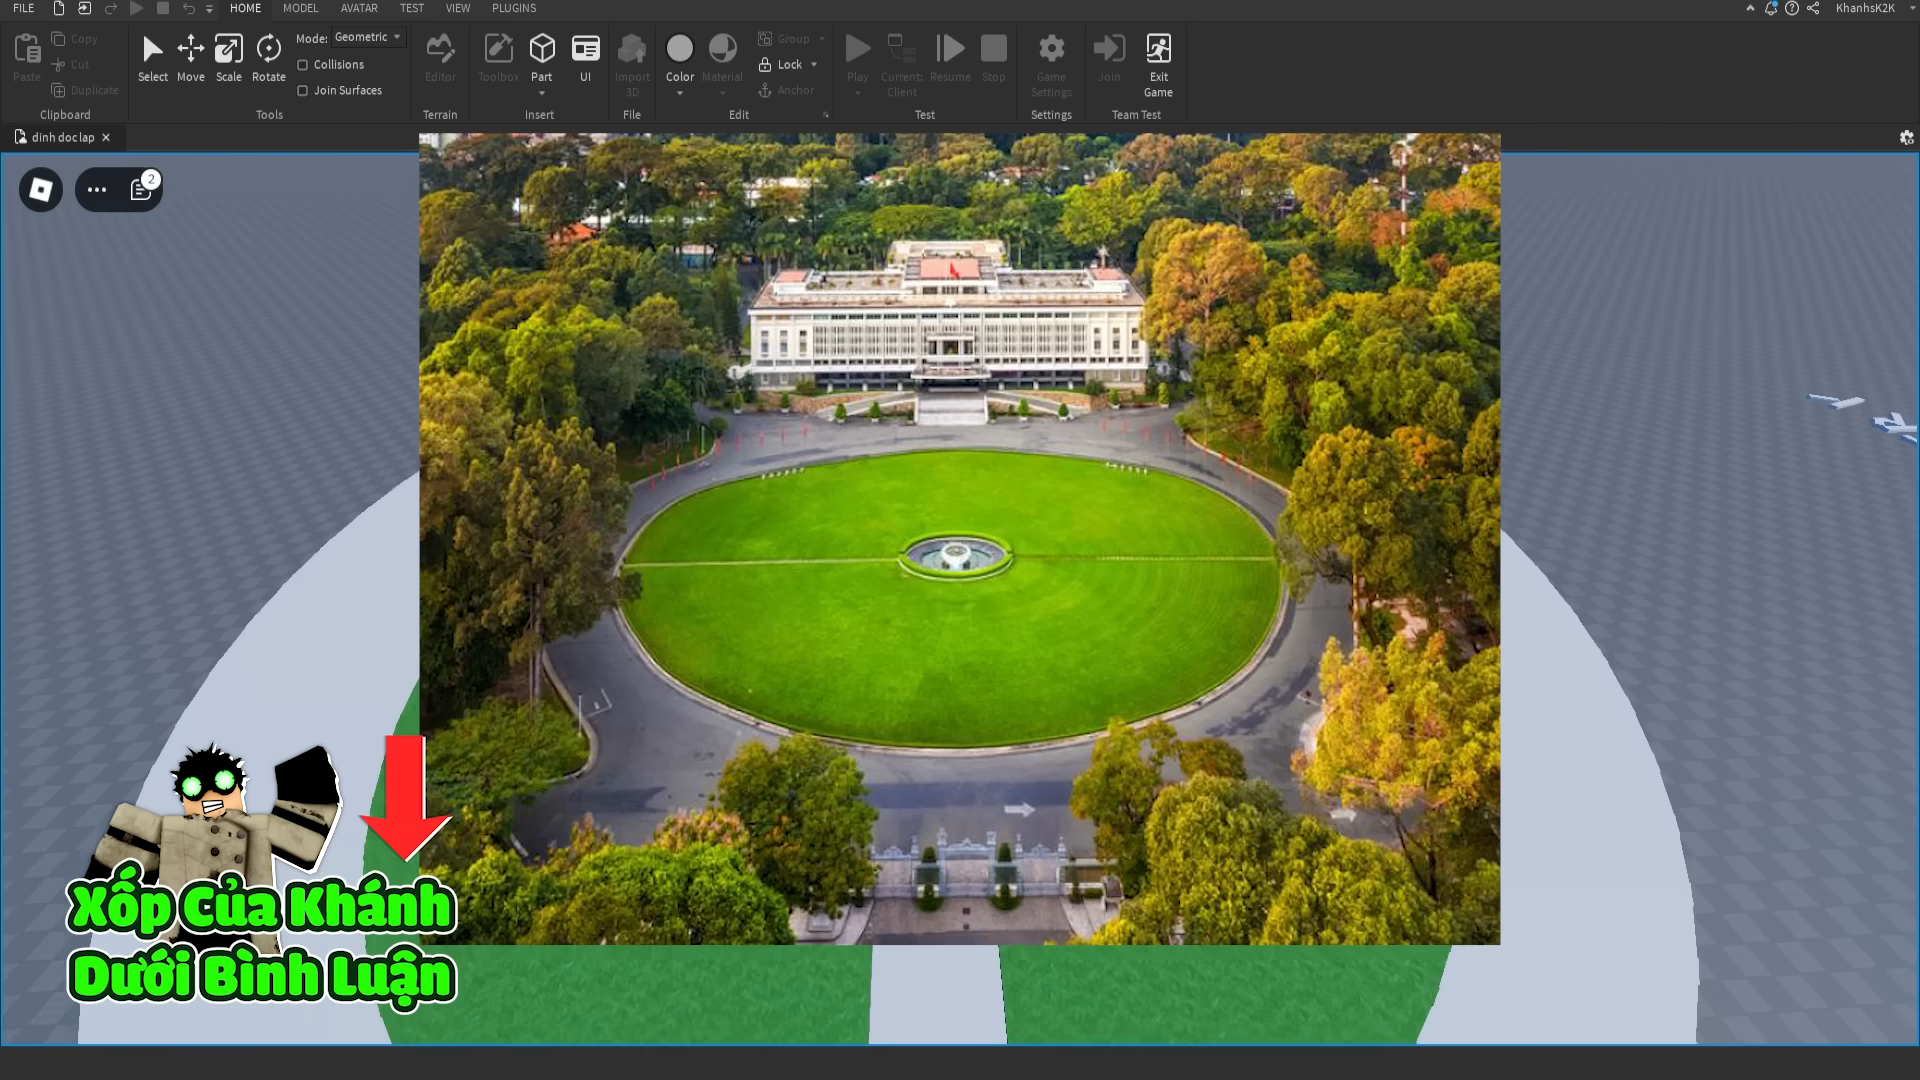 FILE HOME MODEL AVATAR TEST VIEW PLUGINS KhanhsK2K
Paste Copy Cut Duplicate
Clipboard
Select Move Scale Rotate
Mode: Geometric
Collisions
Join Surfaces
Tools
Editor
Terrain
Toolbox Part UI
Insert
Import 3D
File
Color Material
Group
Lock
Anchor
Edit
Play Current: Client Resume Stop
Test
Game Settings
Settings
Join Exit Game
Team Test
dinh doc lap
2
Xốp Của Khánh
Dưới Bình Luận